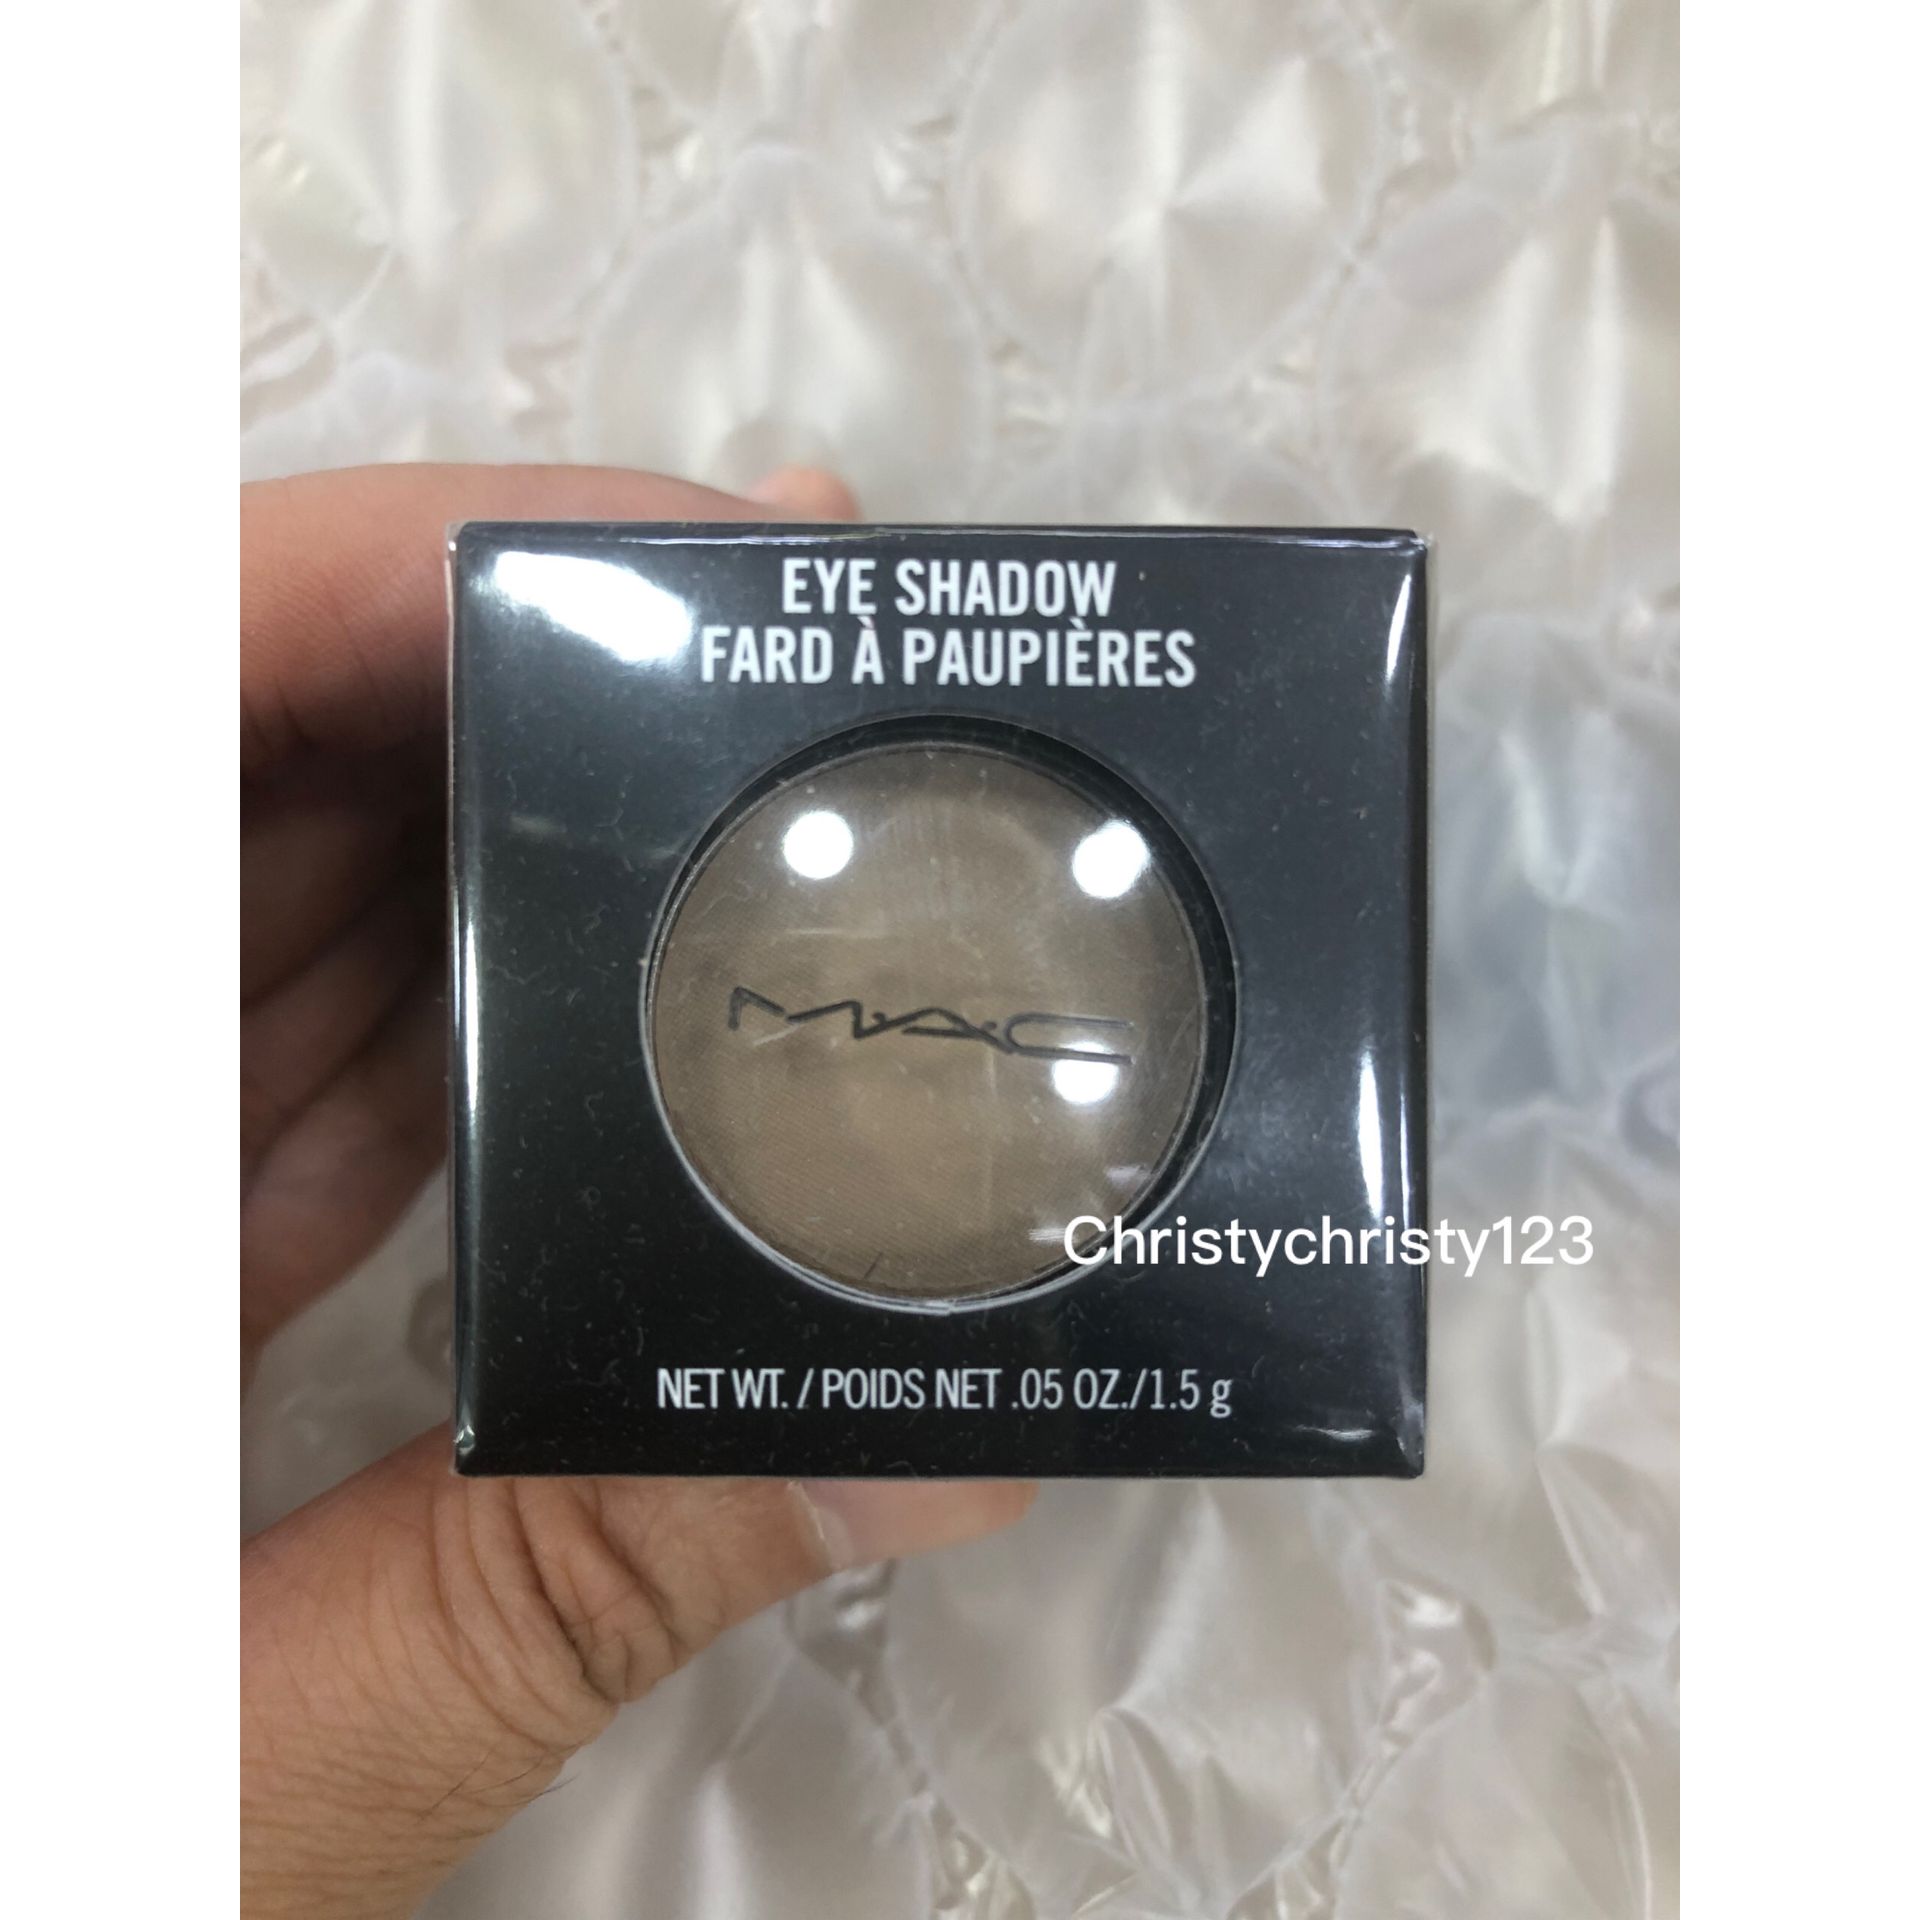 EYE SHADOW
FARD À PAUPIÈRES
M·A·C
Christychristy123
NET WT. / POIDS NET .05 OZ./1.5 g